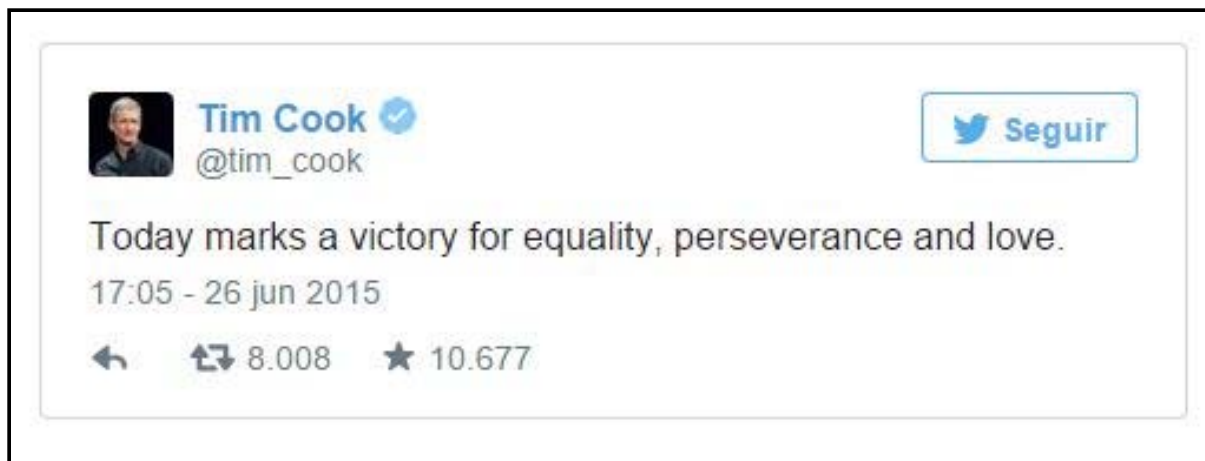 Tim Cook
@tim_cook
Seguir
Today marks a victory for equality, perseverance and love.
17:05 - 26 jun 2015
8.008 10.677